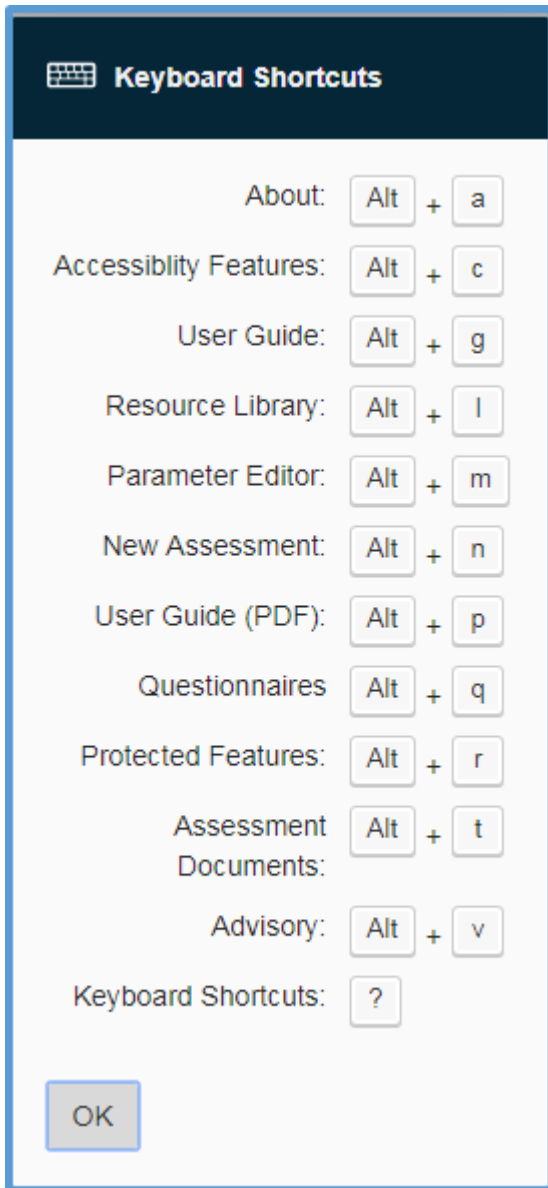 Keyboard Shortcuts
About: Alt + a
Accessiblity Features: Alt + c
User Guide: Alt + g
Resource Library: Alt + l
Parameter Editor: Alt + m
New Assessment: Alt + n
User Guide (PDF): Alt + p
Questionnaires Alt + q
Protected Features: Alt + r
Assessment Alt + t
Documents:
Advisory: Alt + v
Keyboard Shortcuts: ?
OK